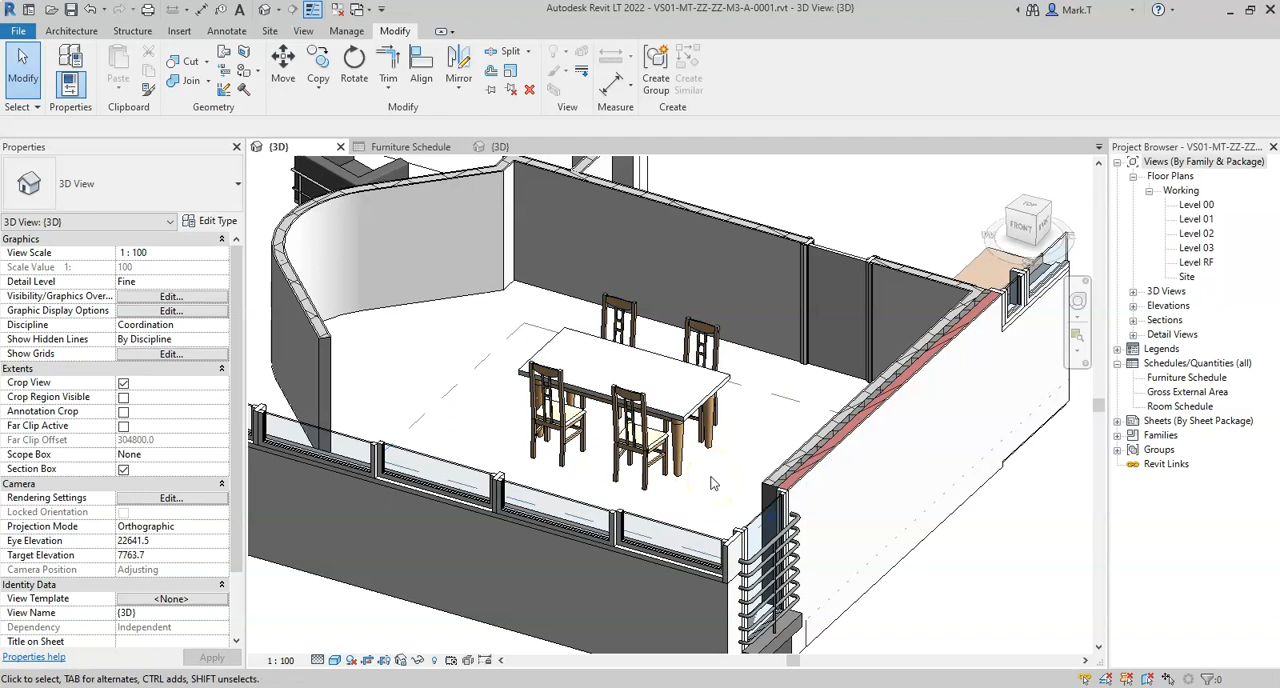 Autodesk Revit LT 2022 - VS01-MT-ZZ-ZZ-M3-A-0001.rvt - 3D View: {3D}
Mark.T
File Architecture Structure Insert Annotate Site View Manage Modify
Modify Properties Paste Cut Join Move Copy Rotate Trim Align Mirror Split Create Group Create Similar
Select Properties Clipboard Geometry Modify View Measure Create
Properties
{3D} Furniture Schedule {3D}
Project Browser - VS01-MT-ZZ-ZZ...
3D View
3D View: {3D} Edit Type
Graphics
View Scale 1 : 100
Scale Value 1: 100
Detail Level Fine
Visibility/Graphics Over... Edit...
Graphic Display Options Edit...
Discipline Coordination
Show Hidden Lines By Discipline
Show Grids Edit...
Extents
Crop View
Crop Region Visible
Annotation Crop
Far Clip Active
Far Clip Offset 304800.0
Scope Box None
Section Box
Camera
Rendering Settings Edit...
Locked Orientation
Projection Mode Orthographic
Eye Elevation 22641.5
Target Elevation 7763.7
Camera Position Adjusting
Identity Data
View Template <None>
View Name {3D}
Dependency Independent
Title on Sheet
Properties help Apply
TOP
FRONT
Views (By Family & Package)
Floor Plans
Working
Level 00
Level 01
Level 02
Level 03
Level RF
Site
3D Views
Elevations
Sections
Detail Views
Legends
Schedules/Quantities (all)
Furniture Schedule
Gross External Area
Room Schedule
Sheets (By Sheet Package)
Families
Groups
Revit Links
1 : 100
Click to select, TAB for alternates, CTRL adds, SHIFT unselects.
:0